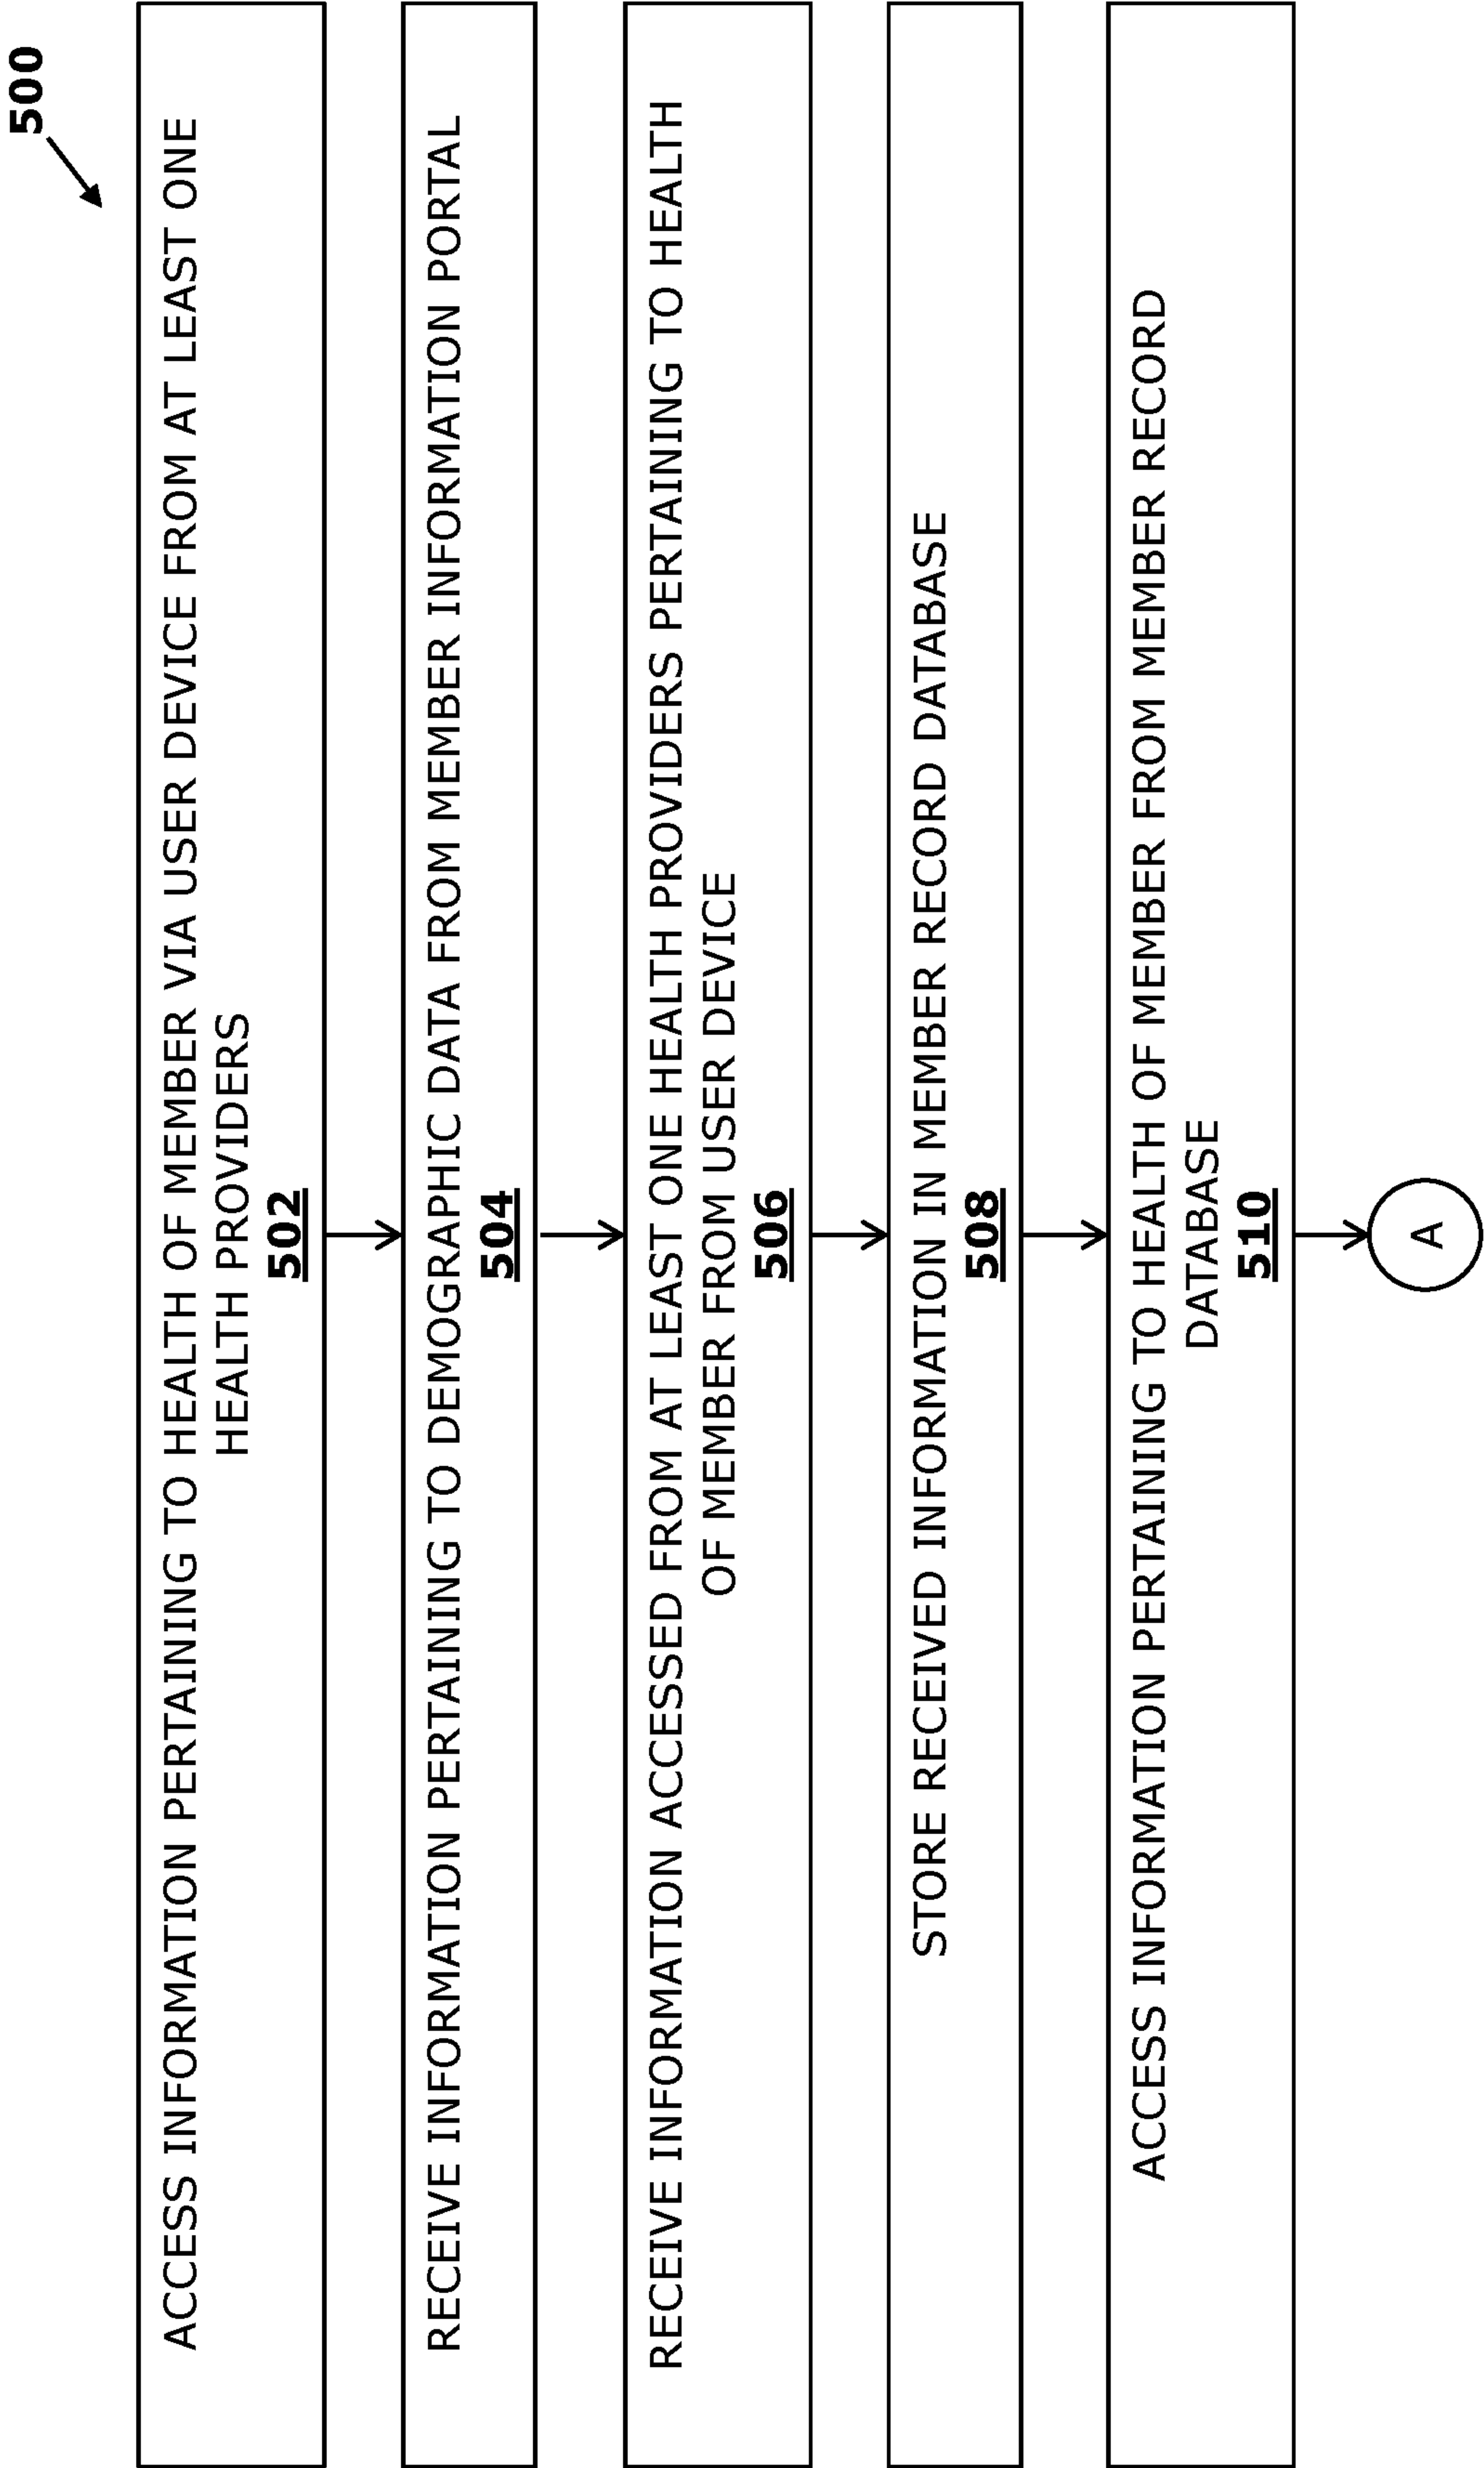 500
ACCESS INFORMATION PERTAINING TO HEALTH OF MEMBER VIA USER DEVICE FROM AT LEAST ONE
HEALTH PROVIDERS
502
RECEIVE INFORMATION PERTAINING TO DEMOGRAPHIC DATA FROM MEMBER INFORMATION PORTAL
504
RECEIVE INFORMATION ACCESSED FROM AT LEAST ONE HEALTH PROVIDERS PERTAINING TO HEALTH
OF MEMBER FROM USER DEVICE
506
STORE RECEIVED INFORMATION IN MEMBER RECORD DATABASE
508
ACCESS INFORMATION PERTAINING TO HEALTH OF MEMBER FROM MEMBER RECORD
DATABASE
510
A